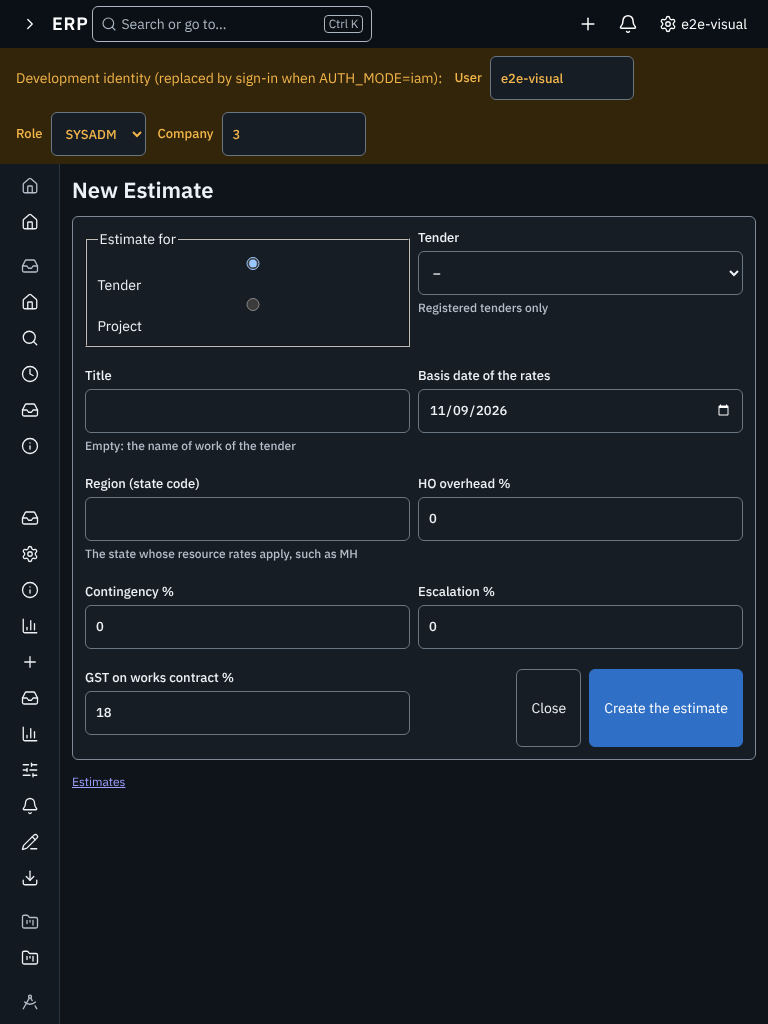 ERP
Search or go to...
Ctrl K
e2e-visual
Development identity (replaced by sign-in when AUTH_MODE=iam):
User
e2e-visual
Role
SYSADM
Company
3
New Estimate
Estimate for
Tender
Project
Tender
–
Registered tenders only
Title
Empty: the name of work of the tender
Basis date of the rates
11/09/2026
Region (state code)
The state whose resource rates apply, such as MH
HO overhead %
0
Contingency %
0
Escalation %
0
GST on works contract %
18
Close
Create the estimate
Estimates